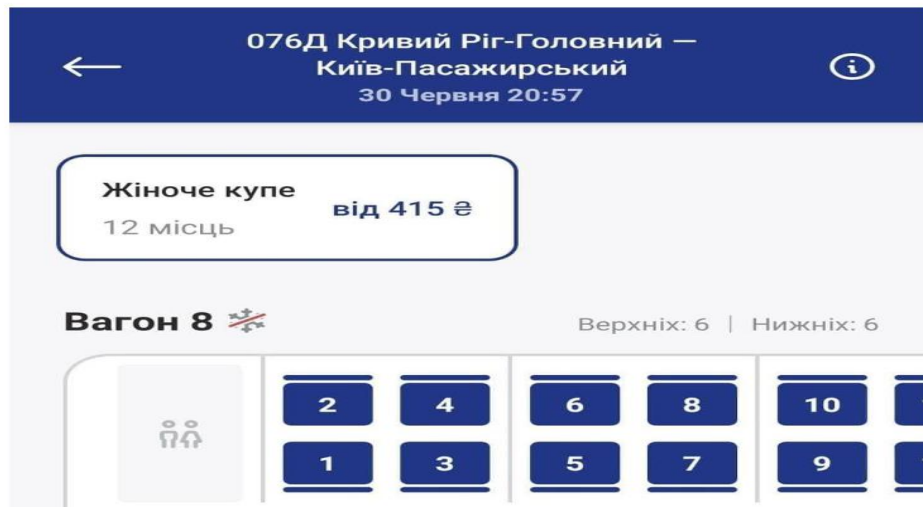 076Д Кривий Ріг-Головний —
Київ-Пасажирський
30 Червня 20:57
Жіноче купе
12 місць
від 415 ₴
Вагон 8
Верхніх: 6 | Нижніх: 6
2 4 6 8 10
1 3 5 7 9